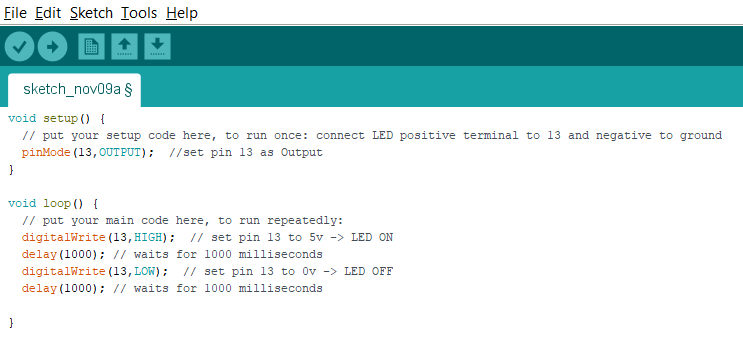 File Edit Sketch Tools Help
sketch_nov09a §
void setup() {
  // put your setup code here, to run once: connect LED positive terminal to 13 and negative to ground
  pinMode(13,OUTPUT);  //set pin 13 as Output
}
void loop() {
  // put your main code here, to run repeatedly:
  digitalWrite(13,HIGH);  // set pin 13 to 5v -> LED ON
  delay(1000); // waits for 1000 milliseconds
  digitalWrite(13,LOW);  // set pin 13 to 0v -> LED OFF
  delay(1000); // waits for 1000 milliseconds
}